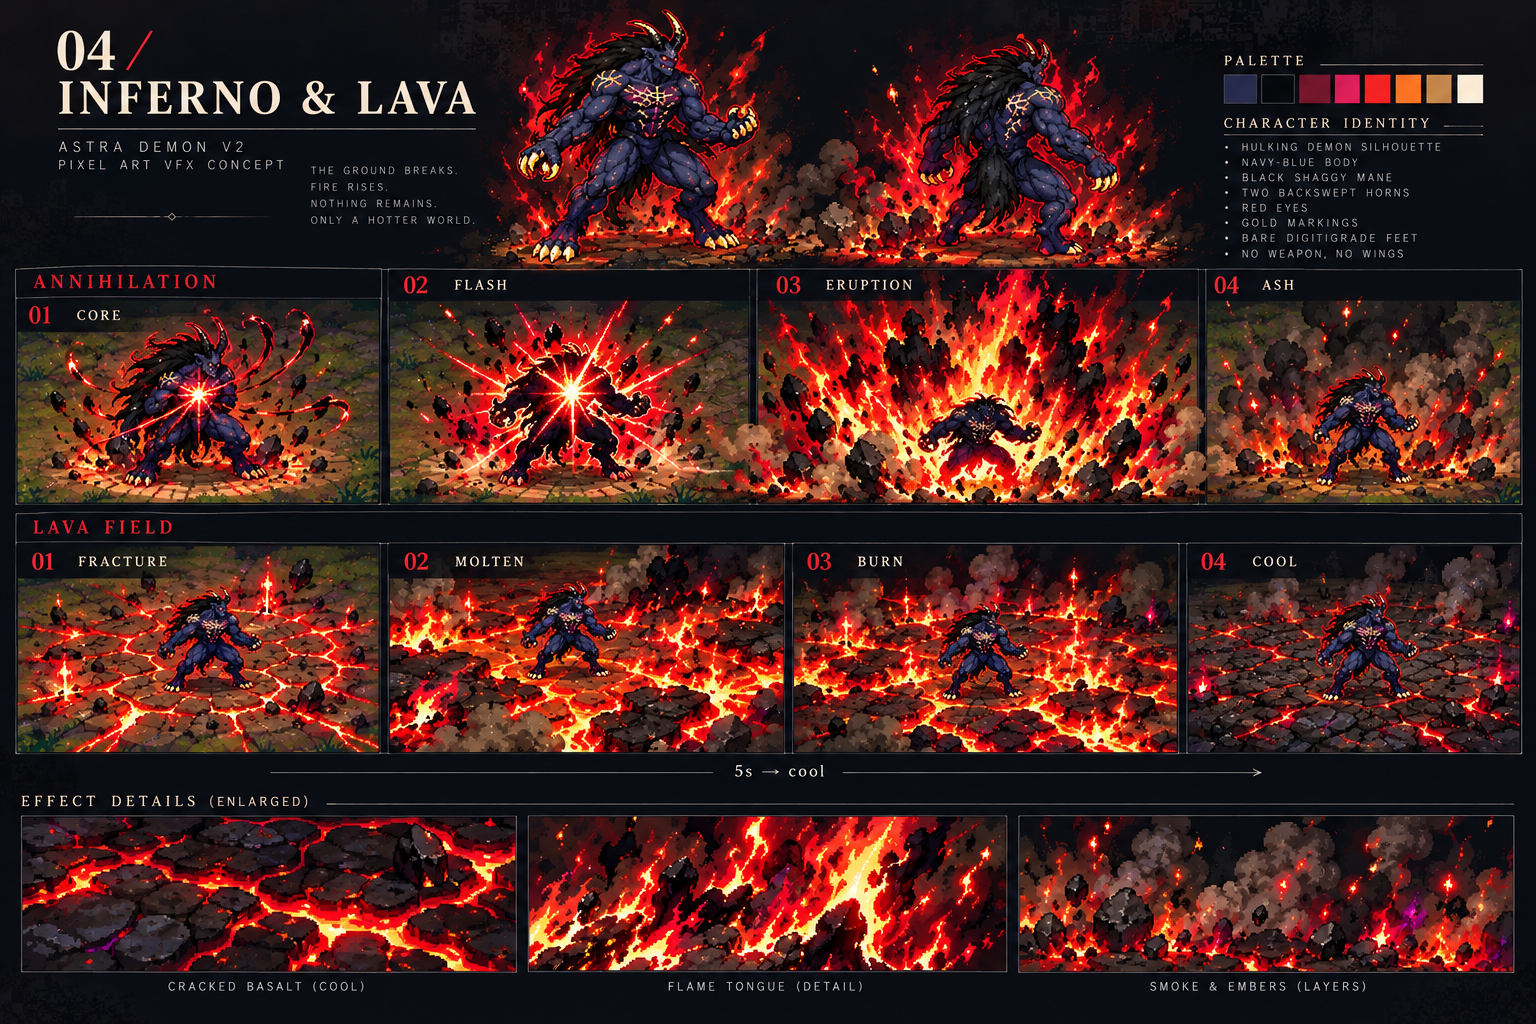 04 /
INFERNO & LAVA
ASTRA DEMON V2
PIXEL ART VFX CONCEPT
THE GROUND BREAKS.
FIRE RISES.
NOTHING REMAINS.
ONLY A HOTTER WORLD.
PALETTE
CHARACTER IDENTITY
• HULKING DEMON SILHOUETTE
• NAVY-BLUE BODY
• BLACK SHAGGY MANE
• TWO BACKSWEPT HORNS
• RED EYES
• GOLD MARKINGS
• BARE DIGITIGRADE FEET
• NO WEAPON, NO WINGS
ANNIHILATION
01 CORE
02 FLASH
03 ERUPTION
04 ASH
LAVA FIELD
01 FRACTURE
02 MOLTEN
03 BURN
04 COOL
5s → cool
EFFECT DETAILS (ENLARGED)
CRACKED BASALT (COOL)
FLAME TONGUE (DETAIL)
SMOKE & EMBERS (LAYERS)